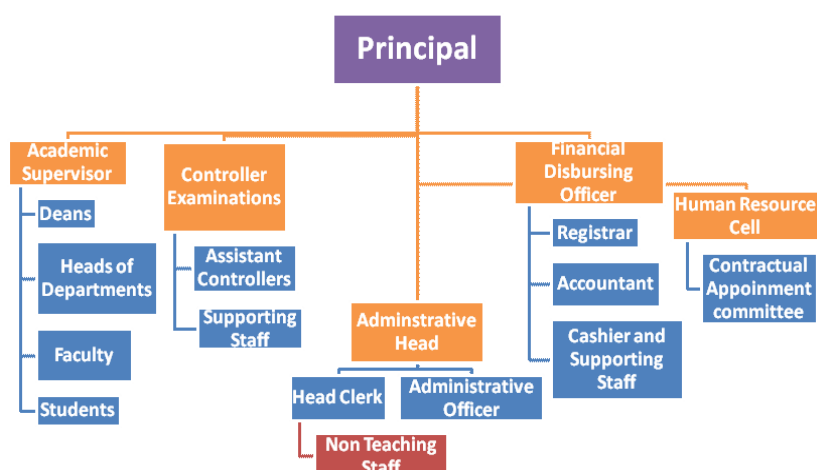 Principal
Academic
Supervisor
Deans
Heads of
Departments
Faculty
Students
Controller
Examinations
Assistant
Controllers
Supporting
Staff
Adminstrative
Head
Head Clerk
Administrative
Officer
Non Teaching
Staff
Financial
Disbursing
Officer
Registrar
Accountant
Cashier and
Supporting
Staff
Human Resource
Cell
Contractual
Appoinment
committee